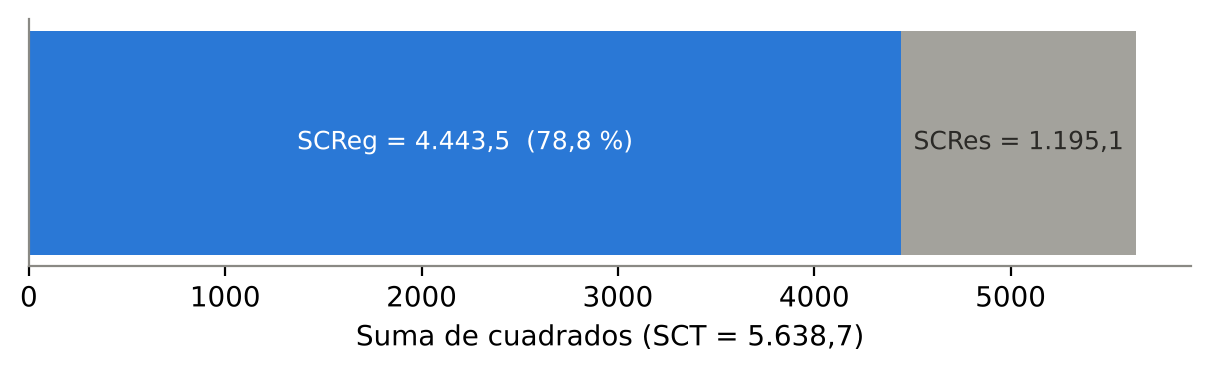 SCReg = 4.443,5 (78,8 %)
SCRes = 1.195,1
0 1000 2000 3000 4000 5000
Suma de cuadrados (SCT = 5.638,7)